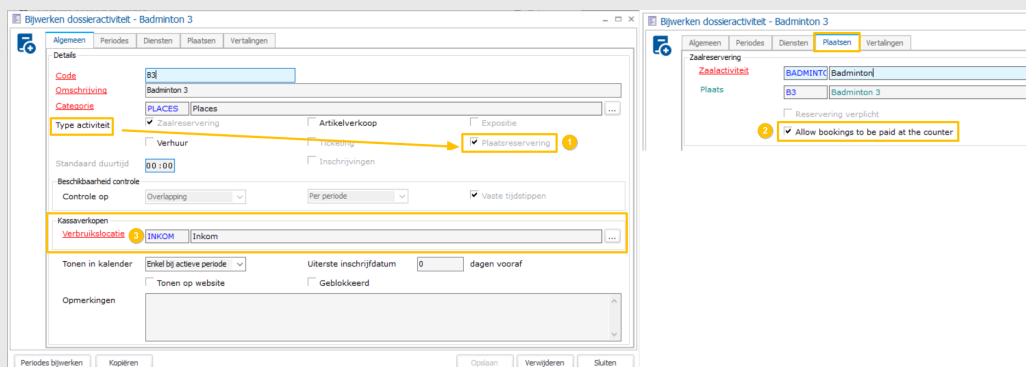 Bijwerken dossieractiviteit - Badminton 3
Algemeen Periodes Diensten Plaatsen Vertalingen
Details
Code B3
Omschrijving Badminton 3
Categorie PLACES Places ...
Type activiteit Zaalreservering Artikelverkoop Expositie
Verhuur Ticketing Plaatsreservering 1
Standaard duurtijd 00:00 Inschrijvingen
Beschikbaarheid controle
Controle op Overlapping Per periode Vaste tijdstippen
Kassaverkopen
Verbruikslocatie 3 INKOM Inkom ...
Tonen in kalender Enkel bij actieve periode Uiterste inschrijfdatum 0 dagen vooraf
Tonen op website Geblokkeerd
Opmerkingen
Periodes bijwerken Kopiëren Opslaan Verwijderen Sluiten
Bijwerken dossieractiviteit - Badminton 3
Algemeen Periodes Diensten Plaatsen Vertalingen
Zaalreservering
Zaalactiviteit BADMINTO Badminton
Plaats B3 Badminton 3
Reservering verplicht
2 Allow bookings to be paid at the counter